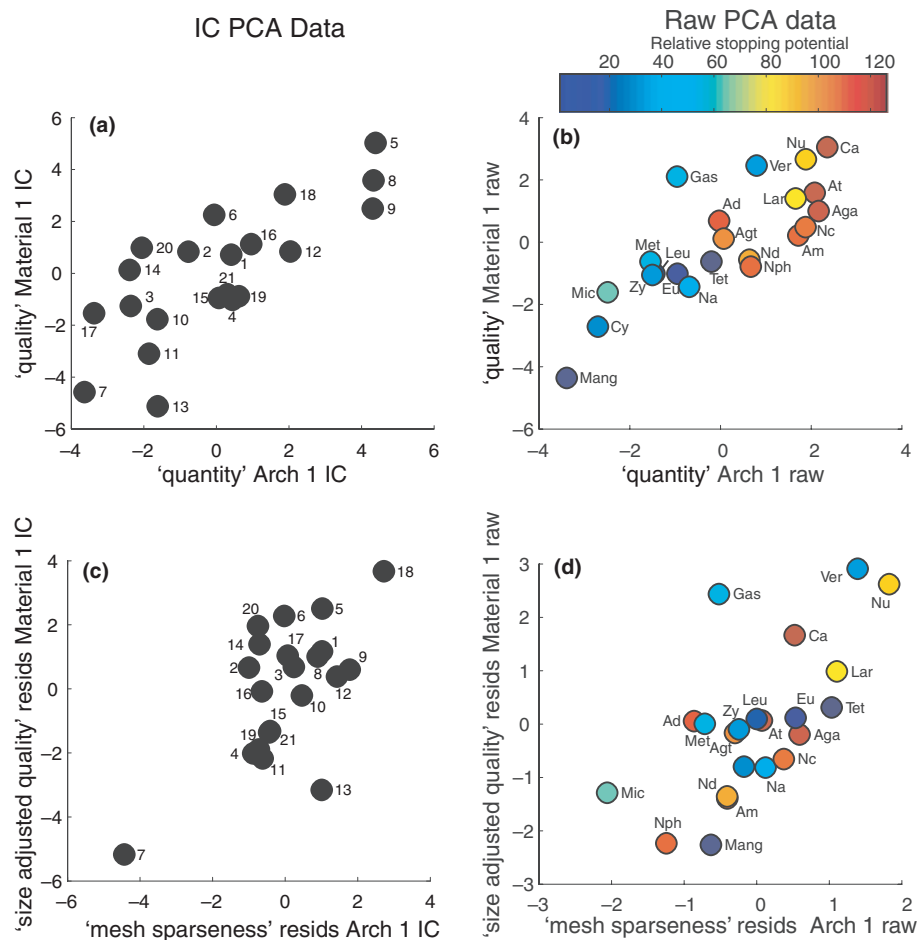 IC PCA Data
Raw PCA data
Relative stopping potential
20 40 60 80 100 120
(a)
6
4
2
0
−2
−4
−6
'quality' Material 1 IC
5
8
9
18
6
16
12
20
2
1
14
21
3
15
19
4
17
10
11
7
13
−4 −2 0 2 4 6
'quantity' Arch 1 IC
(b)
4
2
0
−2
−4
−6
'quality' Material 1 raw
Nu
Ca
Ver
Gas
Lar
At
Ad
Aga
Agt
Nc
Am
Met
Leu
Nd
Tet
Nph
Zy
Eu
Na
Mic
Cy
Mang
−4 −2 0 2 4
'quantity' Arch 1 raw
(c)
4
2
0
−2
−4
−6
'size adjusted quality' resids Material 1 IC
18
20
6
5
14
17
1
9
2
3
8
12
16
10
15
19
21
4
11
13
7
−6 −4 −2 0 2 4
'mesh sparseness' resids Arch 1 IC
(d)
3
2
1
0
−1
−2
−3
'size adjusted quality' resids Material 1 raw
Ver
Gas
Nu
Ca
Lar
Leu
Eu
Tet
Ad
Zy
Met
Agt
At
Aga
Nc
Na
Mic
Nd
Am
Nph
Mang
−3 −2 −1 0 1 2
'mesh sparseness' resids Arch 1 raw